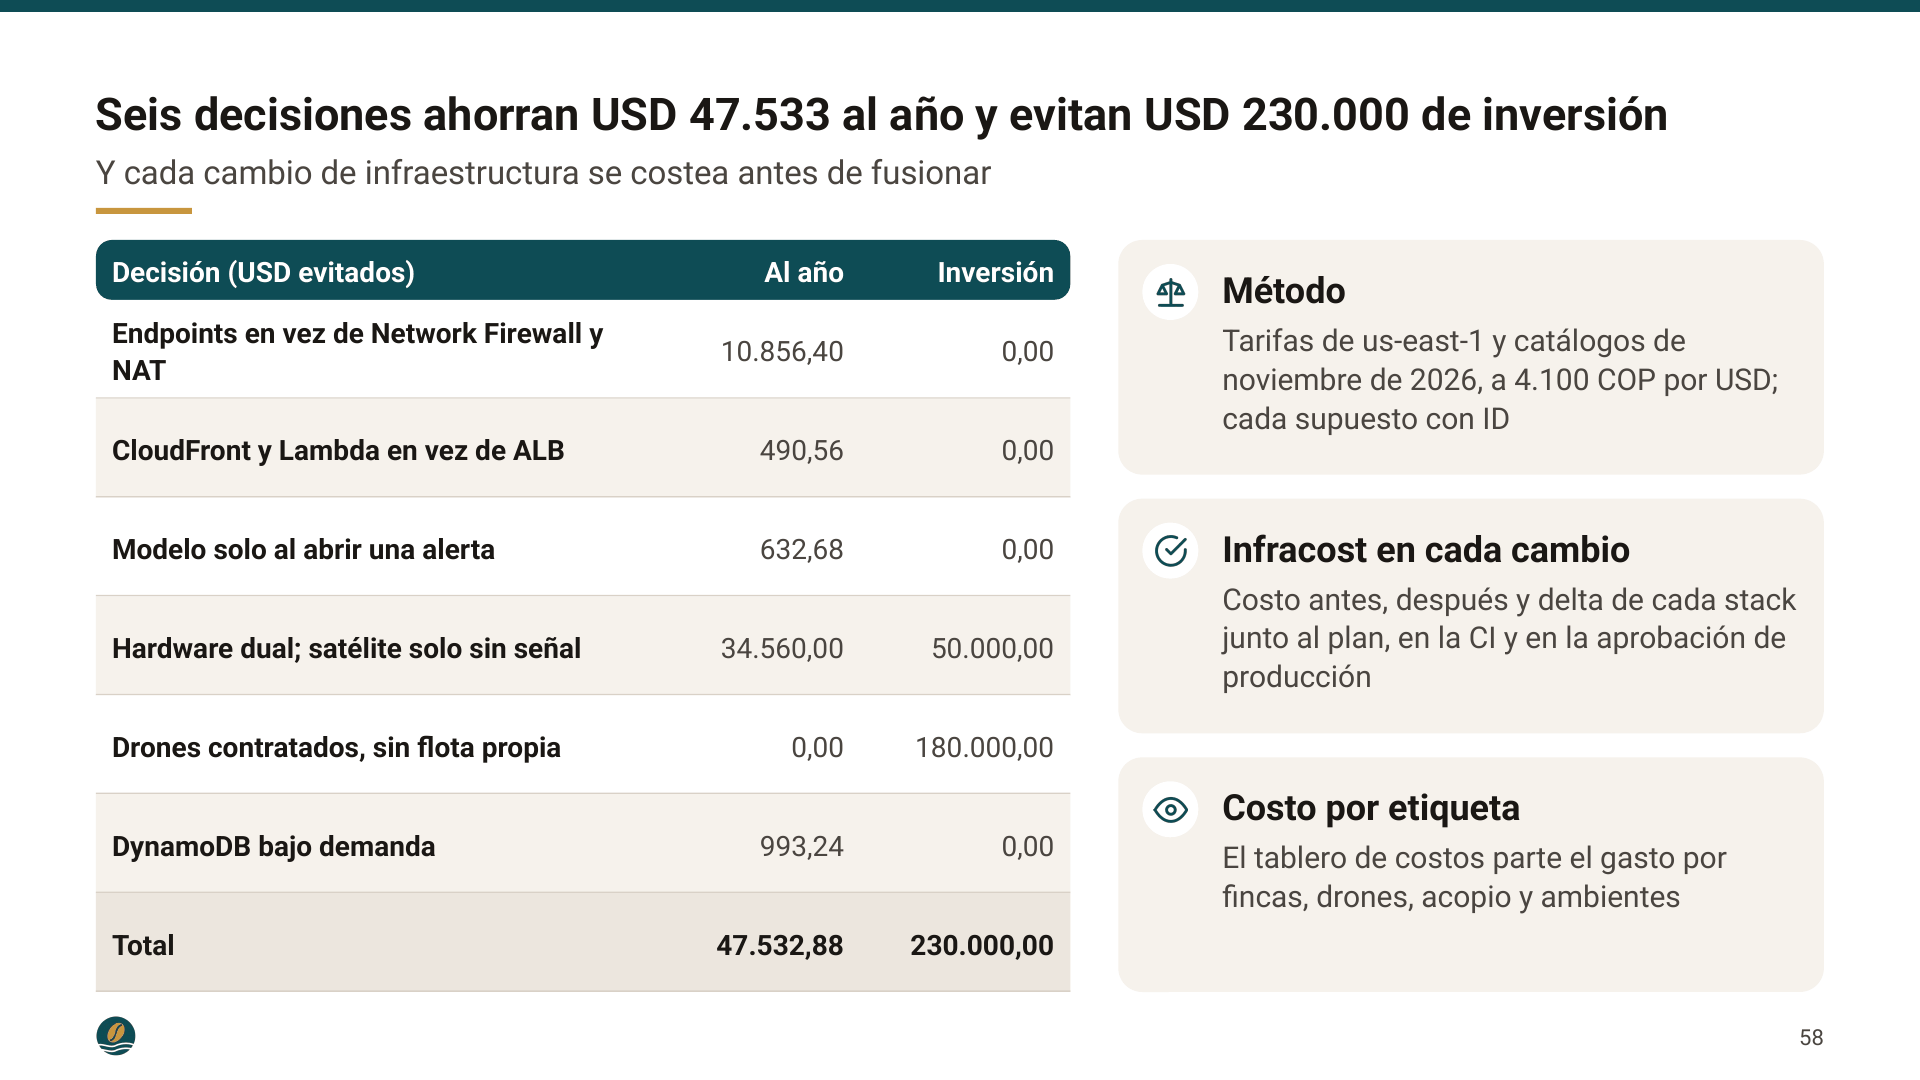 Seis decisiones ahorran USD 47.533 al año y evitan USD 230.000 de inversión
Y cada cambio de infraestructura se costea antes de fusionar
Decisión (USD evitados) Al año Inversión
Endpoints en vez de Network Firewall y
NAT
10.856,40 0,00
CloudFront y Lambda en vez de ALB 490,56 0,00
Modelo solo al abrir una alerta 632,68 0,00
Hardware dual; satélite solo sin señal 34.560,00 50.000,00
Drones contratados, sin flota propia 0,00 180.000,00
DynamoDB bajo demanda 993,24 0,00
Total 47.532,88 230.000,00
Método
Tarifas de us-east-1 y catálogos de
noviembre de 2026, a 4.100 COP por USD;
cada supuesto con ID
Infracost en cada cambio
Costo antes, después y delta de cada stack
junto al plan, en la CI y en la aprobación de
producción
Costo por etiqueta
El tablero de costos parte el gasto por
fincas, drones, acopio y ambientes
58